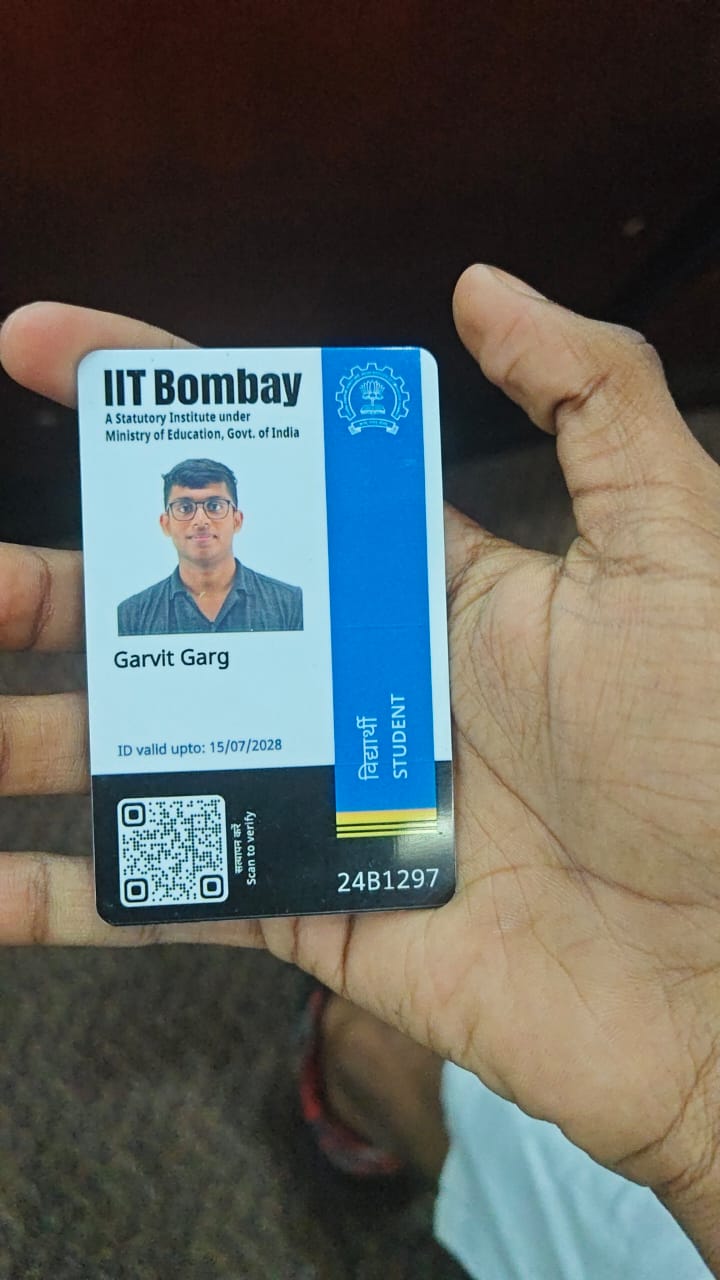 IIT Bombay
A Statutory Institute under
Ministry of Education, Govt. of India
Garvit Garg
ID valid upto: 15/07/2028
विद्यार्थी
STUDENT
सत्यापन करें
Scan to verify
24B1297